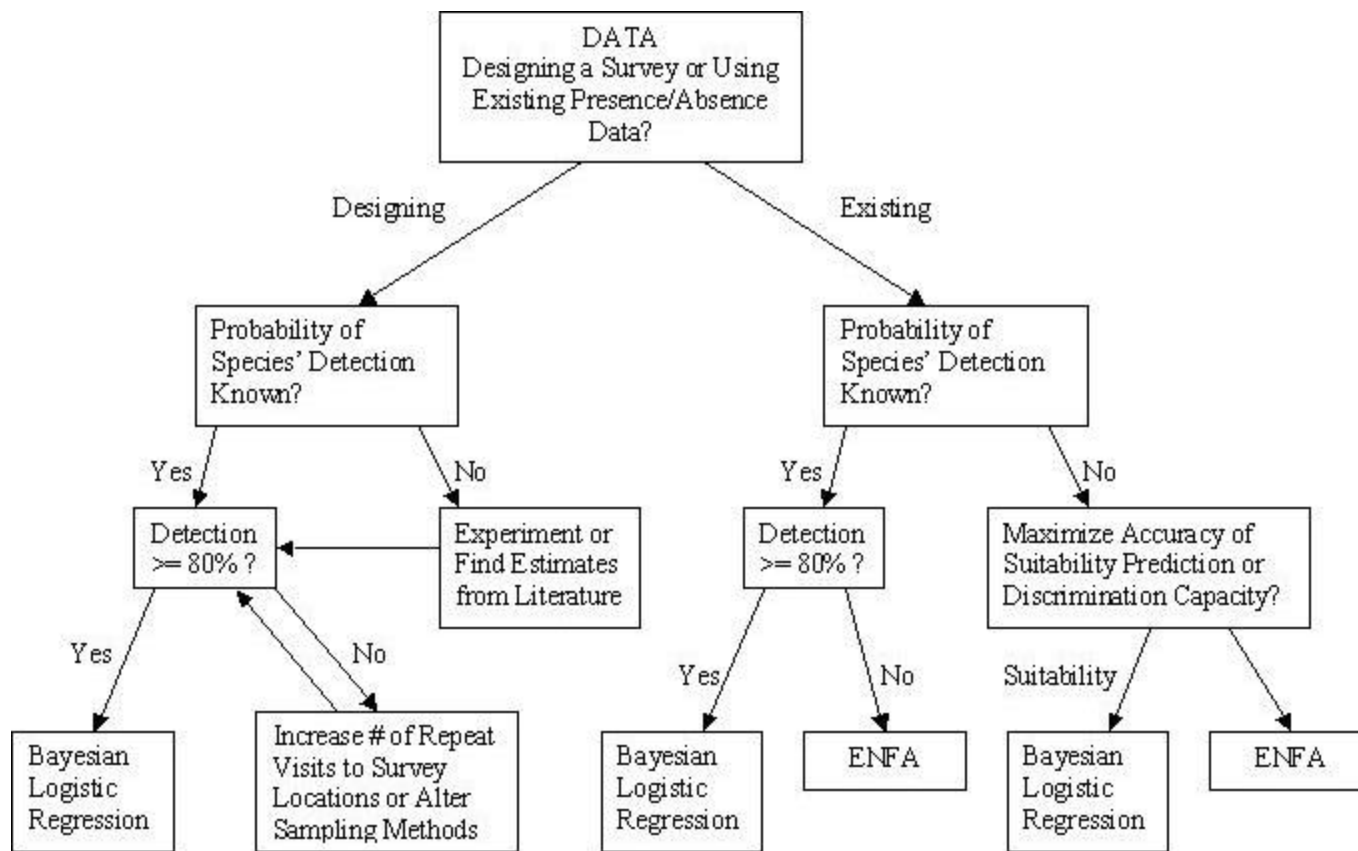 DATA
Designing a Survey or Using
Existing Presence/Absence
Data?
Designing
Existing
Probability of
Species' Detection
Known?
Probability of
Species' Detection
Known?
Yes
No
Yes
No
Detection
>= 80% ?
Experiment or
Find Estimates
from Literature
Detection
>= 80% ?
Maximize Accuracy of
Suitability Prediction or
Discrimination Capacity?
Yes
No
Yes
No
Suitability
Bayesian
Logistic
Regression
Increase # of Repeat
Visits to Survey
Locations or Alter
Sampling Methods
Bayesian
Logistic
Regression
ENFA
Bayesian
Logistic
Regression
ENFA